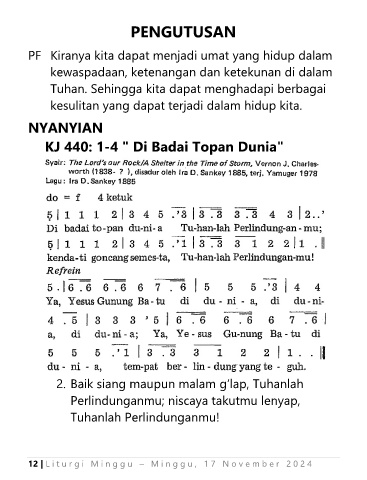 PENGUTUSAN
PF Kiranya kita dapat menjadi umat yang hidup dalam
kewaspadaan, ketenangan dan ketekunan di dalam
Tuhan. Sehingga kita dapat menghadapi berbagai
kesulitan yang dapat terjadi dalam hidup kita.
NYANYIAN
KJ 440: 1-4 " Di Badai Topan Dunia"
Syair: The Lord's our Rock/A Shelter in the Time of Storm, Vernon J. Charles-
worth (1838- ? ), disadur oleh Ira D. Sankey 1885, terj. Yamuger 1978
Lagu: Ira D. Sankey 1885
do = f 4 ketuk
5 | 1 1 1 2 | 3 4 5 .'3 | 3 .3 3 .3 4 3 | 2..'
Di badai to-pan du-ni-a Tu-han-lah Perlindung-an-mu;
5 | 1 1 1 2 | 3 4 5 .'1 | 3 .3 3 1 2 2 | 1 .
kenda-ti goncang semes-ta, Tu-han-lah Perlindungan-mu!
Refrein
5 . | 6 .6 6 .6 6 7 .6 | 5 5 5 .'3 | 4 4
Ya, Yesus Gunung Ba-tu di du - ni - a, di du-ni-
4 .5 | 3 3 3 ' 5 | 6 .6 6 .6 6 7 .6 |
a, di du-ni-a; Ya, Ye-sus Gu-nung Ba-tu di
5 5 5 .'1 | 3 .3 3 1 2 2 | 1 . .
du - ni - a, tem-pat ber - lin - dung yang te - guh.
2. Baik siang maupun malam g'lap, Tuhanlah
Perlindunganmu; niscaya takutmu lenyap,
Tuhanlah Perlindunganmu!
12 | Liturgi Minggu – Minggu, 17 November 2024